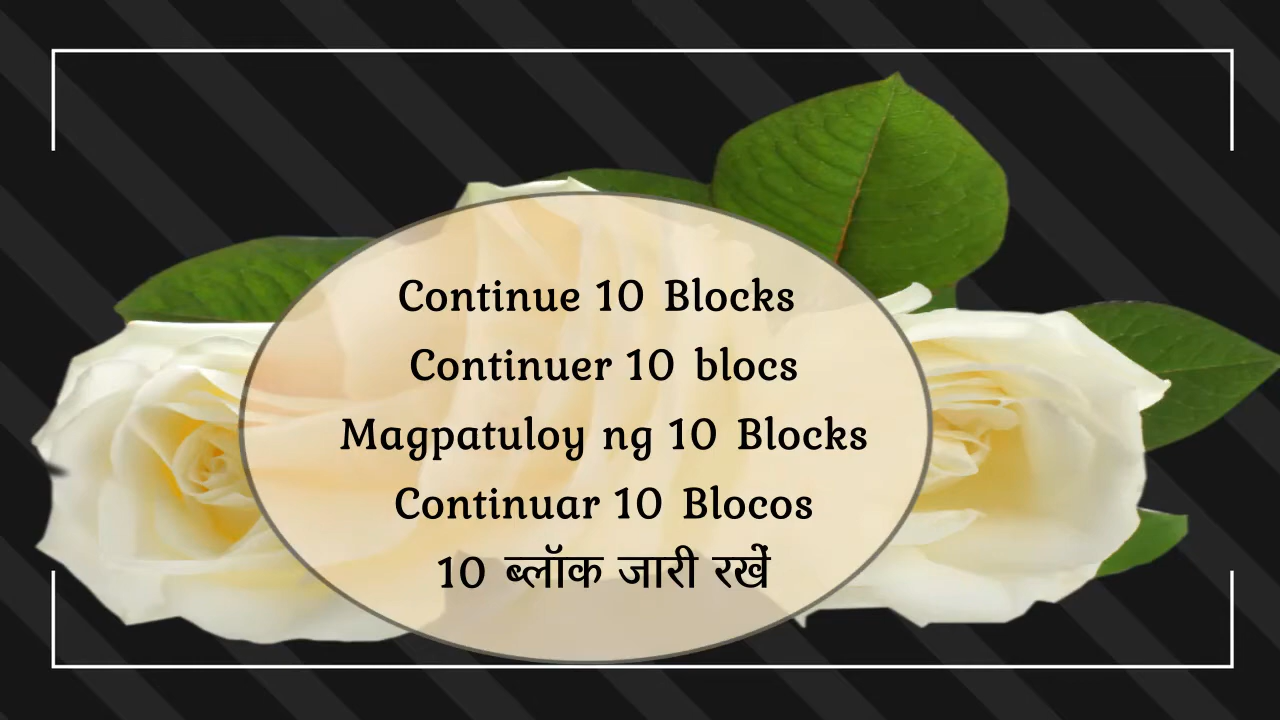 Continue 10 Blocks
Continuer 10 blocs
Magpatuloy ng 10 Blocks
Continuar 10 Blocos
10 ब्लॉक जारी रखें